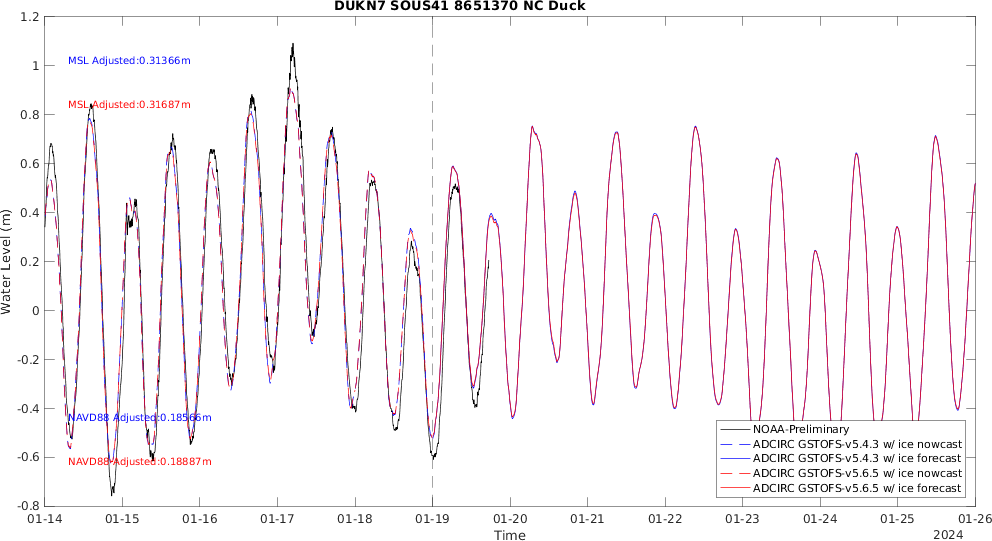 DUKN7 SOUS41 8651370 NC Duck
1.2
1
0.8
0.6
0.4
0.2
0
-0.2
-0.4
-0.6
-0.8
Water Level (m)
MSL Adjusted:0.31366m
MSL Adjusted:0.31687m
NAVD88 Adjusted:0.18566m
NAVD88 Adjusted:0.18887m
NOAA-Preliminary
ADCIRC GSTOFS-v5.4.3 w/ ice nowcast
ADCIRC GSTOFS-v5.4.3 w/ ice forecast
ADCIRC GSTOFS-v5.6.5 w/ ice nowcast
ADCIRC GSTOFS-v5.6.5 w/ ice forecast
01-14 01-15 01-16 01-17 01-18 01-19 01-20 01-21 01-22 01-23 01-24 01-25 01-26
Time
2024